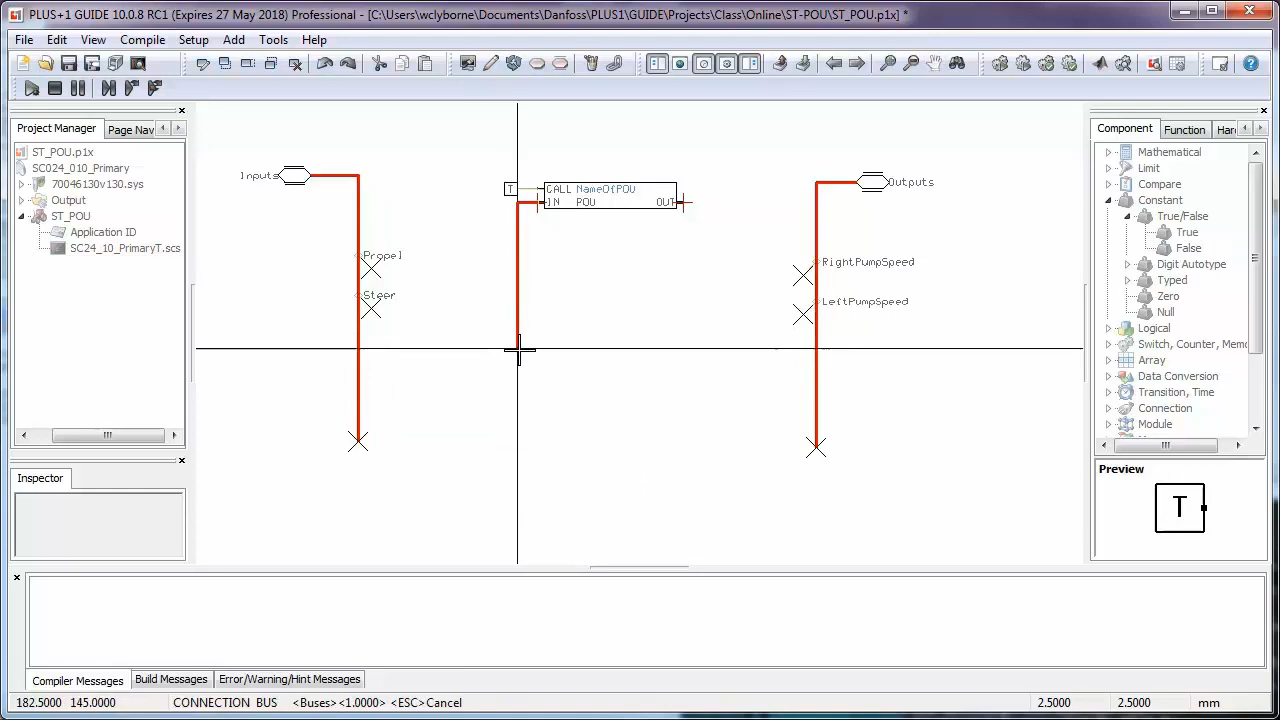 PLUS+1 GUIDE 10.0.8 RC1 (Expires 27 May 2018) Professional - [C:\Users\wclyborne\Documents\Danfoss\PLUS1\GUIDE\Projects\Class\Online\ST-POU\ST_POU.p1x] *
File Edit View Compile Setup Add Tools Help
Project Manager Page Nav
ST_POU.p1x
SC024_010_Primary
70046130v135.sys
Output
ST_POU
Application ID
SC24_10_PrimaryT.scs
Inspector
Inputs
Propel
Steer
T CALL NameOfPOU
IN POU OUT
Outputs
RightPumpSpeed
LeftPumpSpeed
Component Function Har
Mathematical
Limit
Compare
Constant
True/False
True
False
Digit Autotype
Typed
Zero
Null
Logical
Switch, Counter, Memo
Array
Data Conversion
Transition, Time
Connection
Module
Preview
T
Compiler Messages Build Messages Error/Warning/Hint Messages
182.5000 145.0000 CONNECTION BUS <Buses><1.0000> <ESC>Cancel 2.5000 2.5000 mm